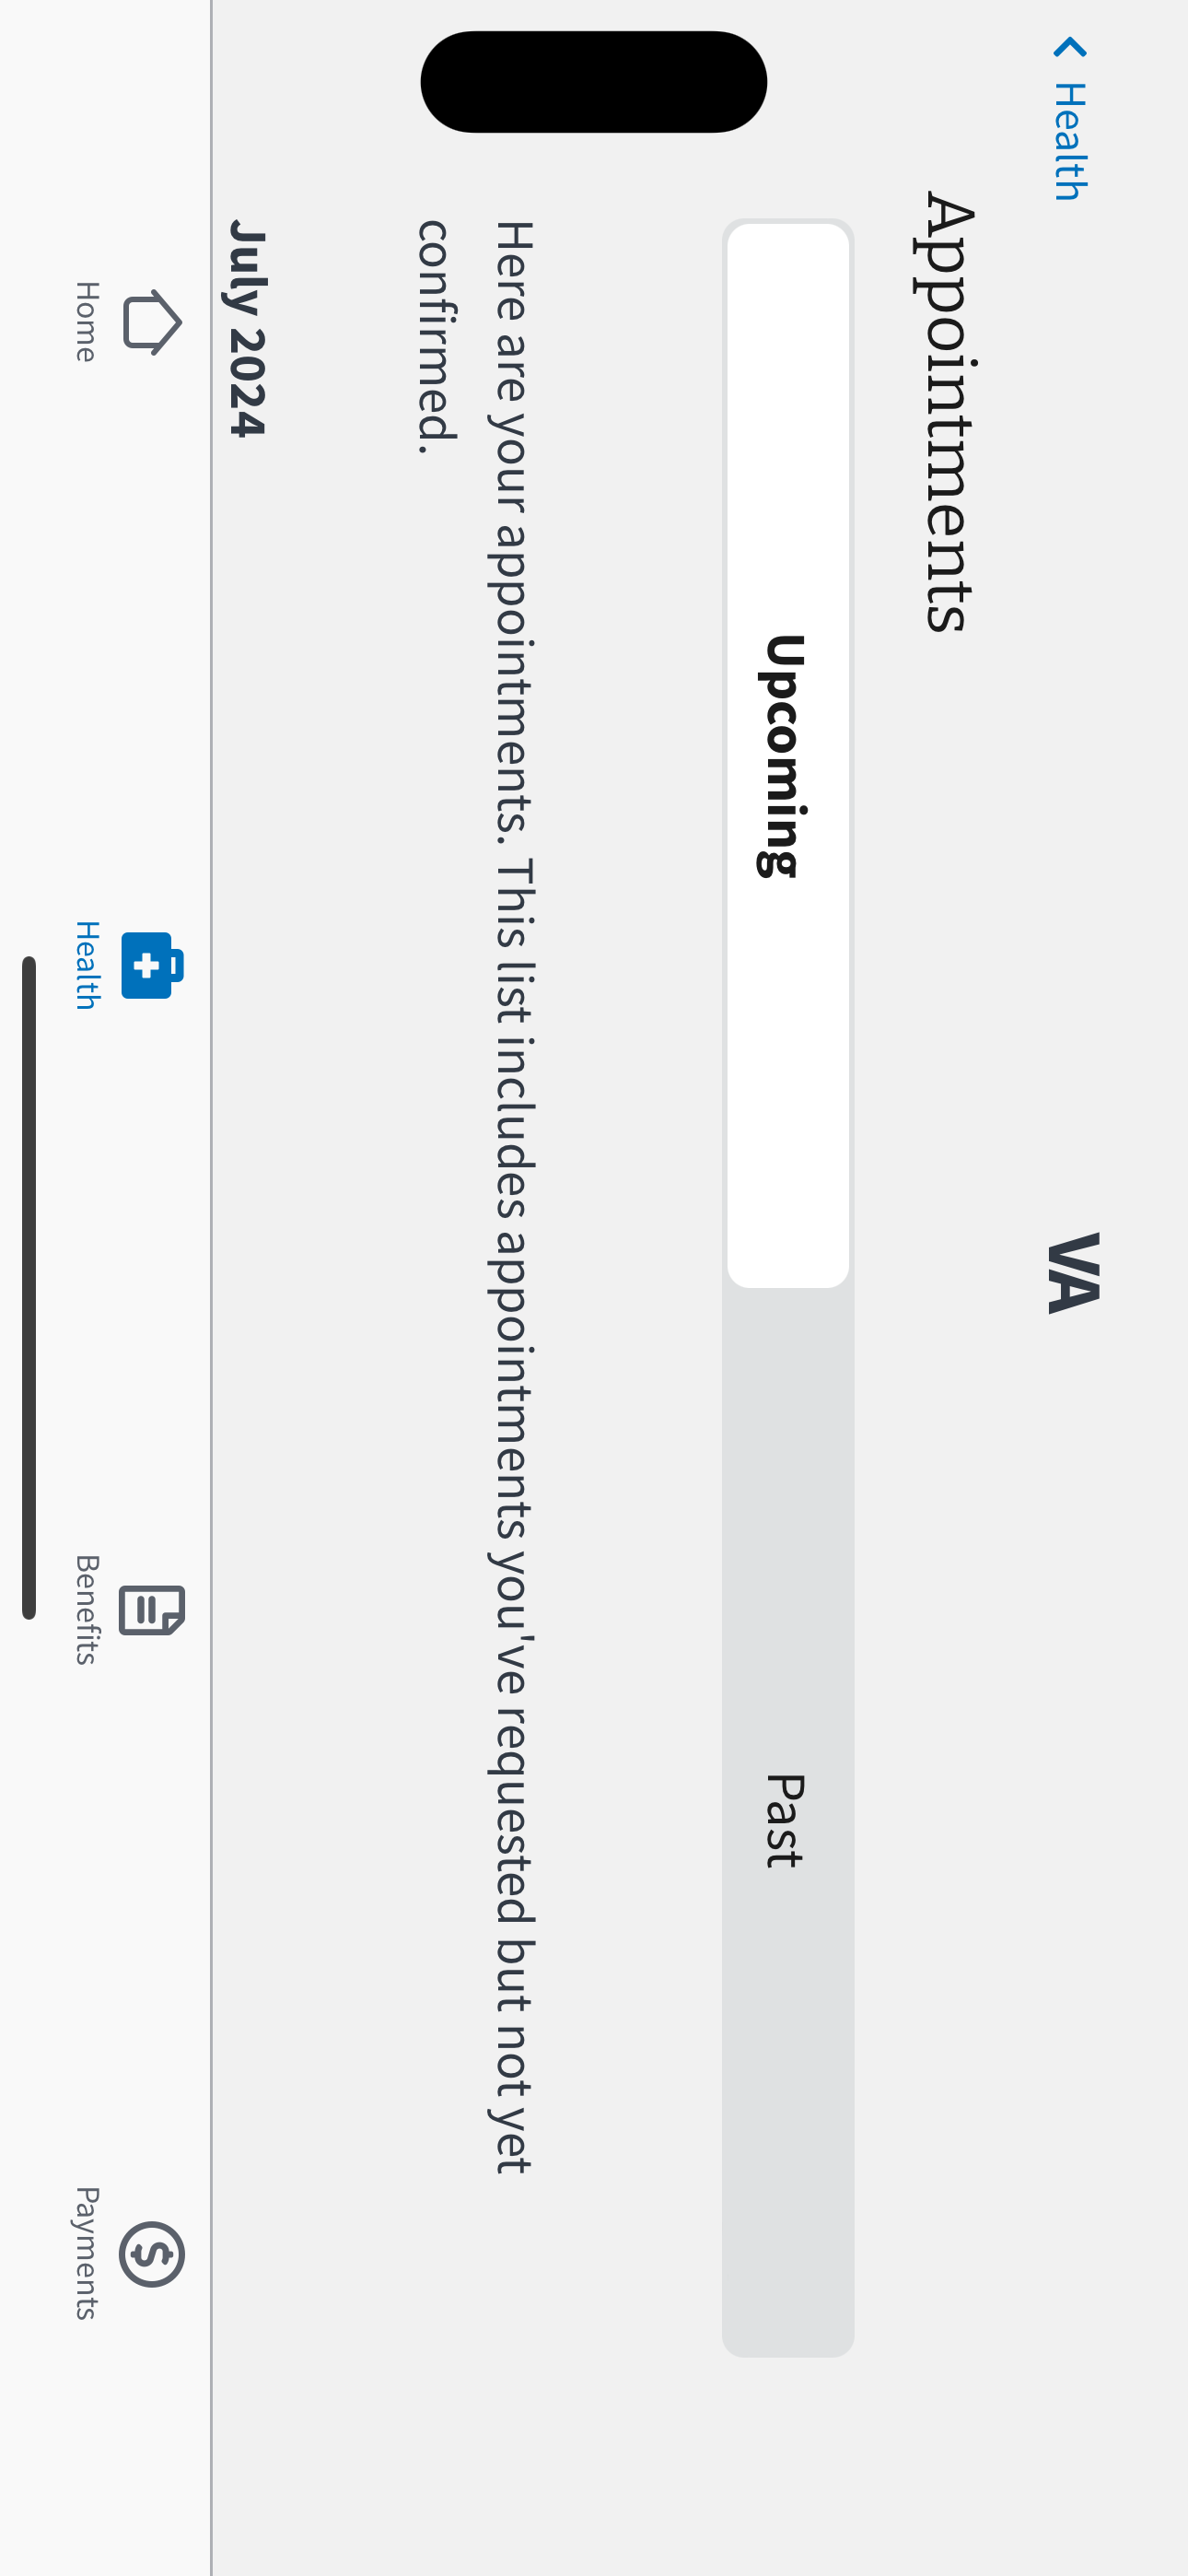 Health
VA
Appointments
Upcoming
Past
Here are your appointments. This list includes appointments you've requested but not yet
confirmed.
July 2024
Home
Health
Benefits
Payments